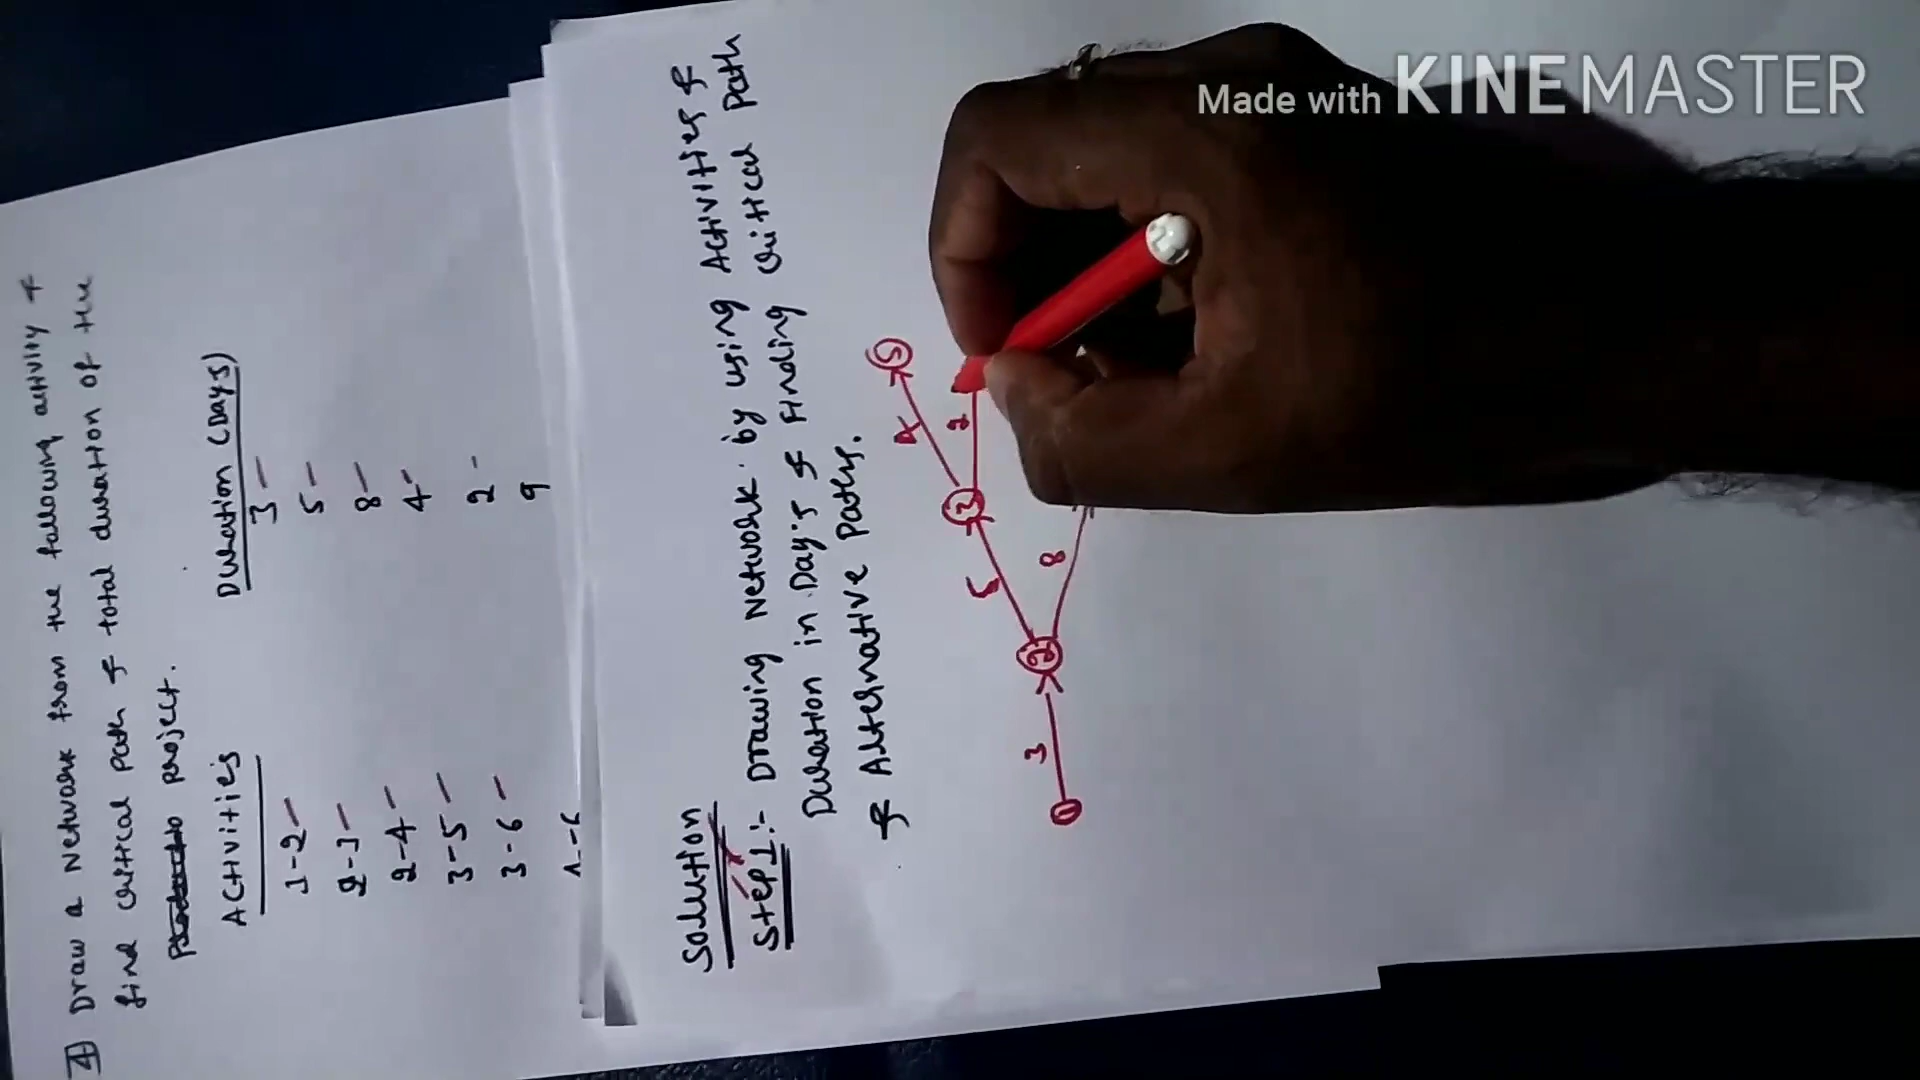 Made with KINEMASTER
4 Draw a Network from the following activity &
find critical path & total duration of the
project.
Activities Duration (Days)
1-2 3
2-3 5
2-4 8
3-5 4
3-6 2
9
Solution
Step1:- Drawing Network by using Activities &
Duration in Day's & Finding critical Path
& Alternative Paths.
1 3 2 5 3 4 5
8
2